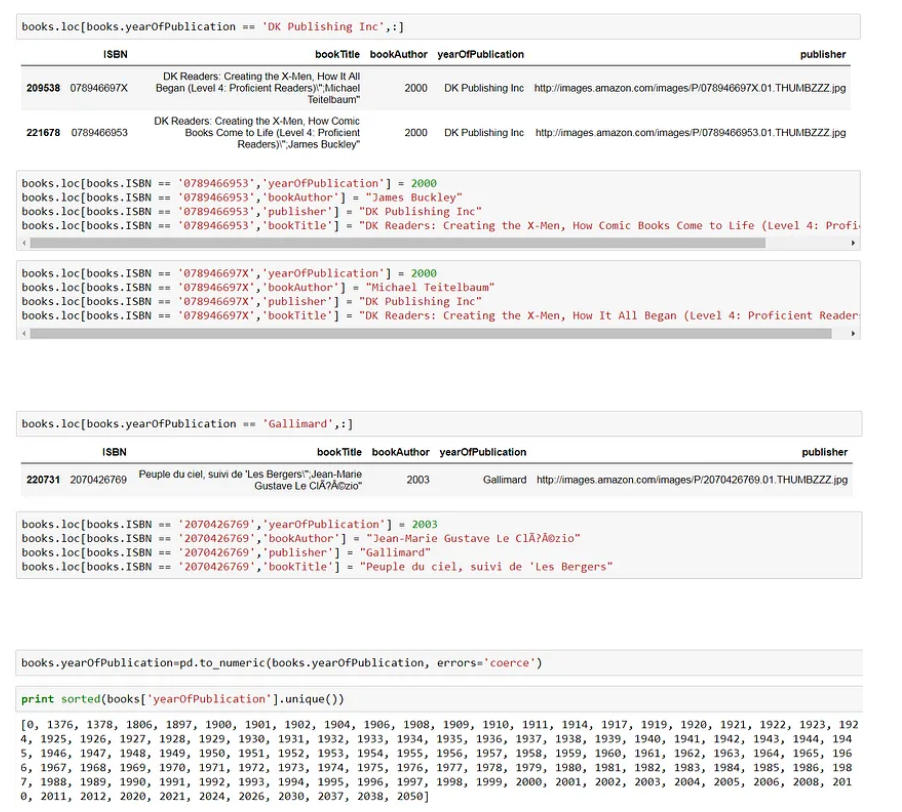 books.loc[books.yearOfPublication == 'DK Publishing Inc',:]
ISBN bookTitle bookAuthor yearOfPublication publisher
DK Readers: Creating the X-Men, How It All
209538 078946697X Began (Level 4: Proficient Readers)\";Michael 2000 DK Publishing Inc http://images.amazon.com/images/P/078946697X.01.THUMBZZZ.jpg
Teitelbaum"
DK Readers: Creating the X-Men, How Comic
221678 0789466953 Books Come to Life (Level 4: Proficient 2000 DK Publishing Inc http://images.amazon.com/images/P/0789466953.01.THUMBZZZ.jpg
Readers)\";James Buckley"
books.loc[books.ISBN == '0789466953','yearOfPublication'] = 2000
books.loc[books.ISBN == '0789466953','bookAuthor'] = "James Buckley"
books.loc[books.ISBN == '0789466953','publisher'] = "DK Publishing Inc"
books.loc[books.ISBN == '0789466953','bookTitle'] = "DK Readers: Creating the X-Men, How Comic Books Come to Life (Level 4: Profi
books.loc[books.ISBN == '078946697X','yearOfPublication'] = 2000
books.loc[books.ISBN == '078946697X','bookAuthor'] = "Michael Teitelbaum"
books.loc[books.ISBN == '078946697X','publisher'] = "DK Publishing Inc"
books.loc[books.ISBN == '078946697X','bookTitle'] = "DK Readers: Creating the X-Men, How It All Began (Level 4: Proficient Reader
books.loc[books.yearOfPublication == 'Gallimard',:]
ISBN bookTitle bookAuthor yearOfPublication publisher
220731 2070426769 Peuple du ciel, suivi de 'Les Bergers\";Jean-Marie 2003 Gallimard http://images.amazon.com/images/P/2070426769.01.THUMBZZZ.jpg
Gustave Le ClÃ?Â©zio"
books.loc[books.ISBN == '2070426769','yearOfPublication'] = 2003
books.loc[books.ISBN == '2070426769','bookAuthor'] = "Jean-Marie Gustave Le ClÃ?Â©zio"
books.loc[books.ISBN == '2070426769','publisher'] = "Gallimard"
books.loc[books.ISBN == '2070426769','bookTitle'] = "Peuple du ciel, suivi de 'Les Bergers"
books.yearOfPublication=pd.to_numeric(books.yearOfPublication, errors='coerce')
print sorted(books['yearOfPublication'].unique())
[0, 1376, 1378, 1806, 1897, 1900, 1901, 1902, 1904, 1906, 1908, 1909, 1910, 1911, 1914, 1917, 1919, 1920, 1921, 1922, 1923, 192
4, 1925, 1926, 1927, 1928, 1929, 1930, 1931, 1932, 1933, 1934, 1935, 1936, 1937, 1938, 1939, 1940, 1941, 1942, 1943, 1944, 194
5, 1946, 1947, 1948, 1949, 1950, 1951, 1952, 1953, 1954, 1955, 1956, 1957, 1958, 1959, 1960, 1961, 1962, 1963, 1964, 1965, 196
6, 1967, 1968, 1969, 1970, 1971, 1972, 1973, 1974, 1975, 1976, 1977, 1978, 1979, 1980, 1981, 1982, 1983, 1984, 1985, 1986, 198
7, 1988, 1989, 1990, 1991, 1992, 1993, 1994, 1995, 1996, 1997, 1998, 1999, 2000, 2001, 2002, 2003, 2004, 2005, 2006, 2008, 201
0, 2011, 2012, 2020, 2021, 2024, 2026, 2030, 2037, 2038, 2050]